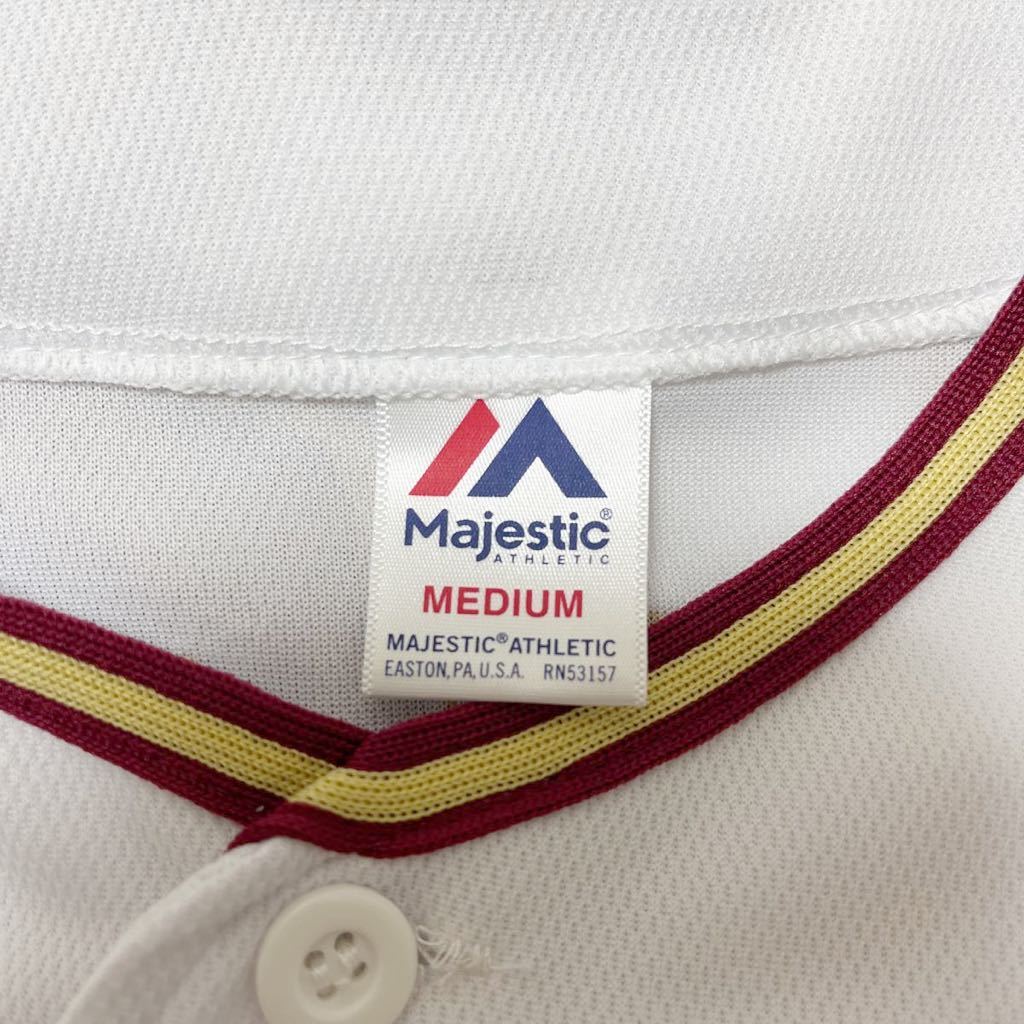 Majestic®
ATHLETIC
MEDIUM
MAJESTIC® ATHLETIC
EASTON, PA, U.S.A. RN53157